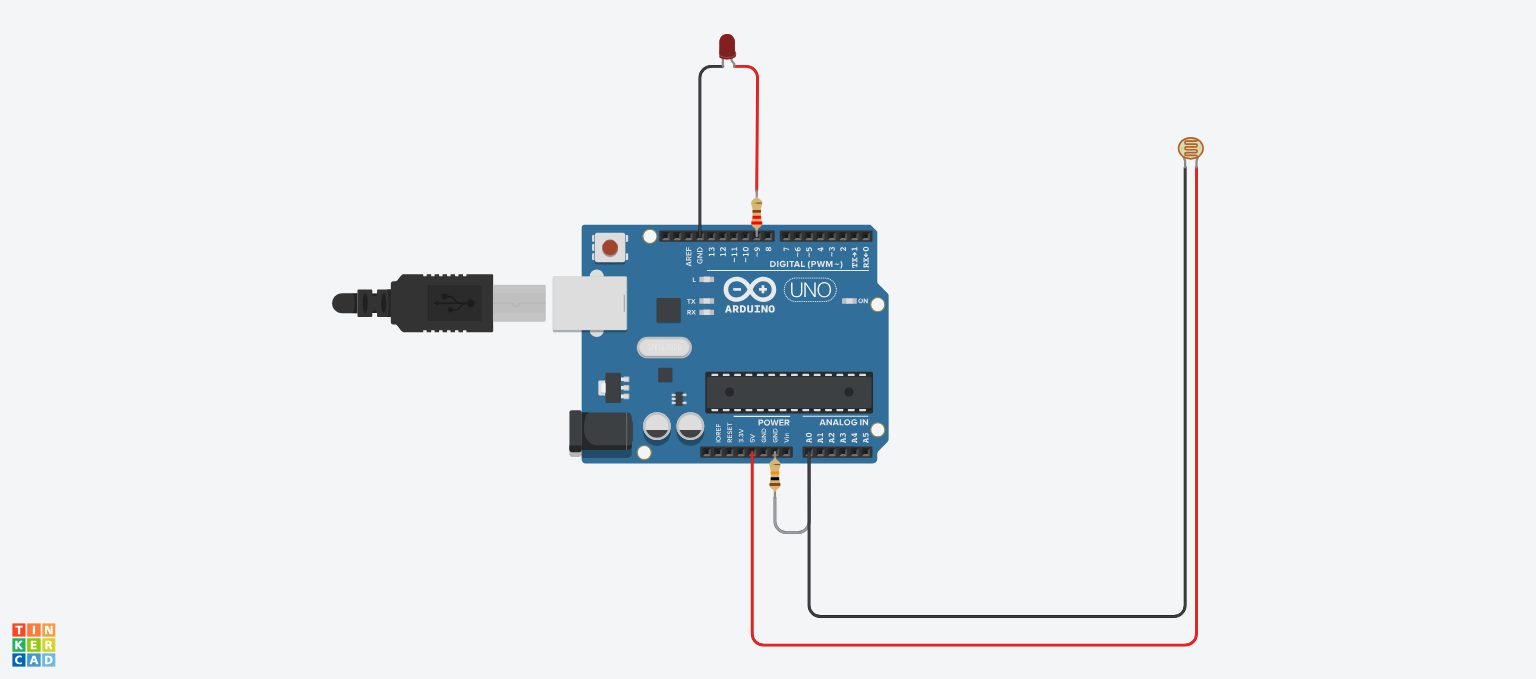 AREF
GND
13
12
~11
~10
~9
8
7
~6
~5
4
~3
2
TX→1
RX←0
DIGITAL (PWM~)
L
TX
RX
UNO
ON
ARDUINO
POWER
ANALOG IN
IOREF
RESET
3.3V
5V
GND
GND
Vin
A0
A1
A2
A3
A4
A5
TIN
KER
CAD